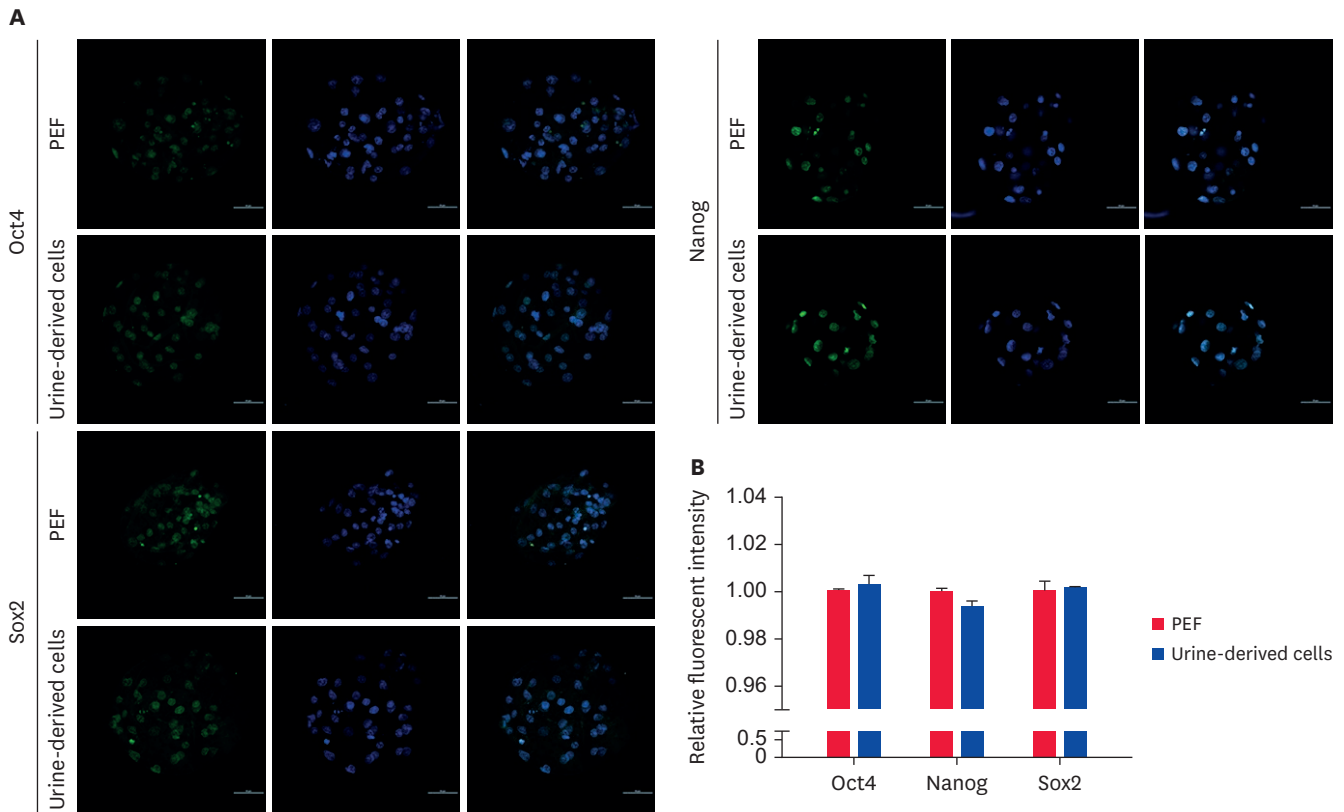 A
Oct4
PEF
Urine-derived cells
Sox2
PEF
Urine-derived cells
Nanog
PEF
Urine-derived cells
B
Relative fluorescent intensity
1.04
1.02
1.00
0.98
0.96
0.5
0
Oct4 Nanog Sox2
PEF
Urine-derived cells